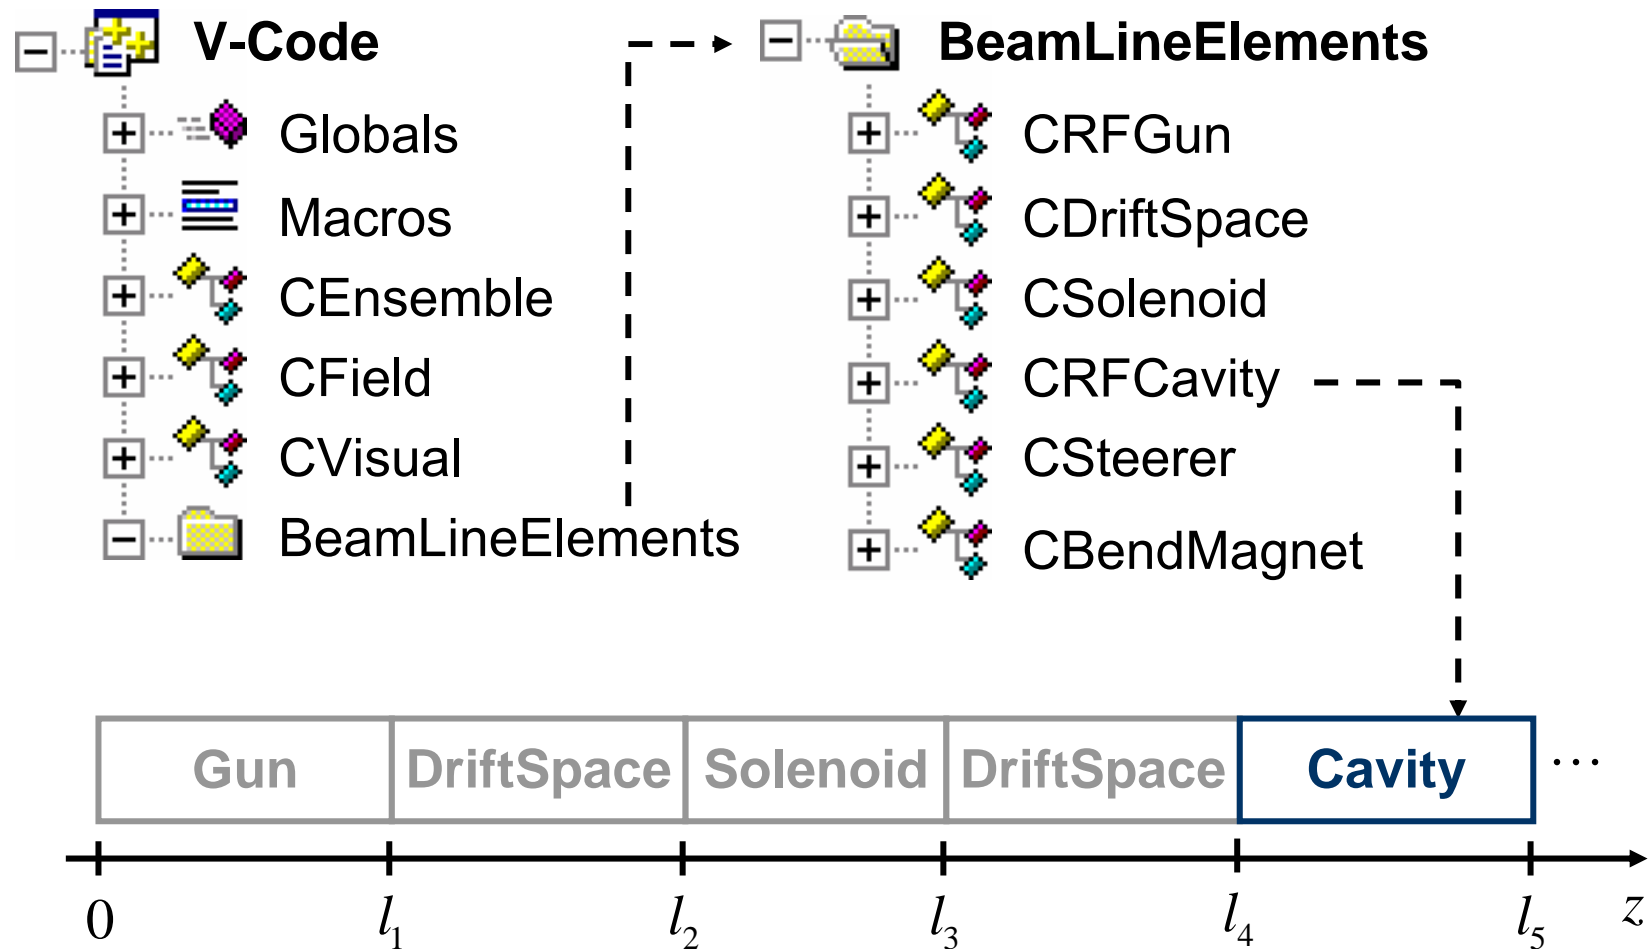 V-Code
Globals
Macros
CEnsemble
CField
CVisual
BeamLineElements
BeamLineElements
CRFGun
CDriftSpace
CSolenoid
CRFCavity
CSteerer
CBendMagnet
Gun DriftSpace Solenoid DriftSpace Cavity ...
0 l1 l2 l3 l4 l5 z